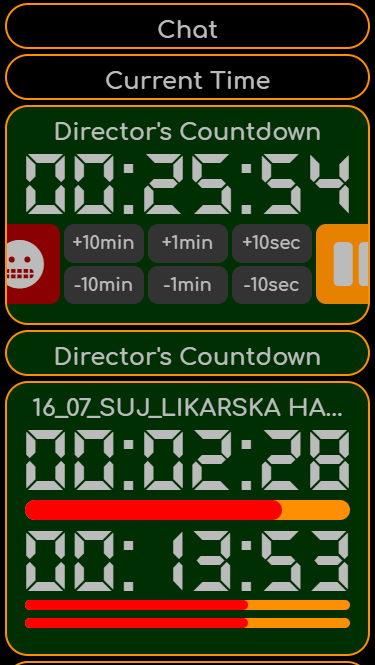 Chat
Current Time
Director's Countdown
00:25:54
+10min +1min +10sec
-10min -1min -10sec
Director's Countdown
16_07_SUJ_LIKARSKA HA...
00:02:28
00:13:53